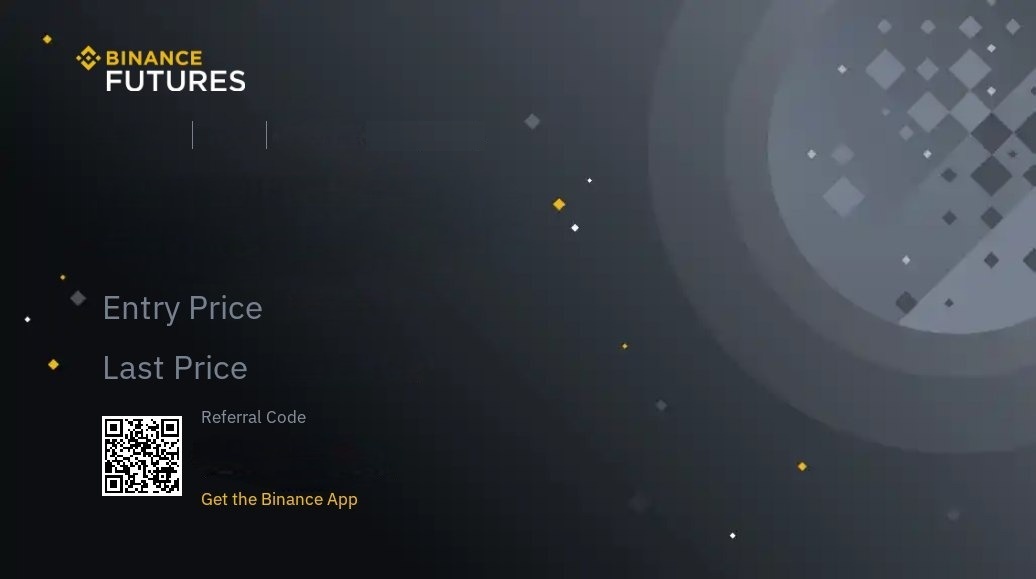 BINANCE
FUTURES
Entry Price
Last Price
Referral Code
Get the Binance App